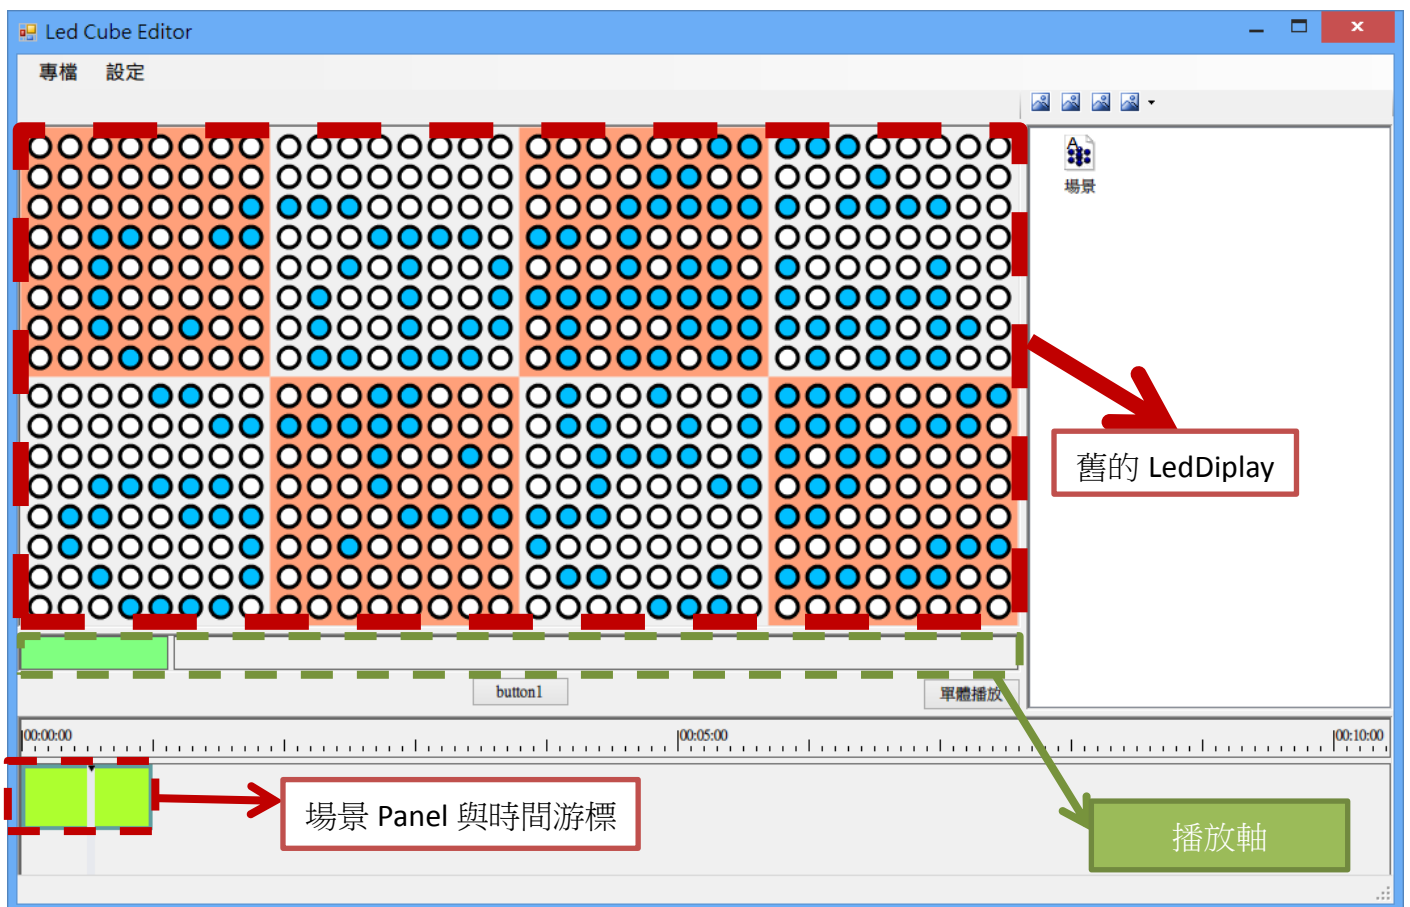 Led Cube Editor
專檔 設定
場景
舊的 LedDiplay
button1
單體播放
00:00:00
00:05:00
00:10:00
場景 Panel 與時間游標
播放軸